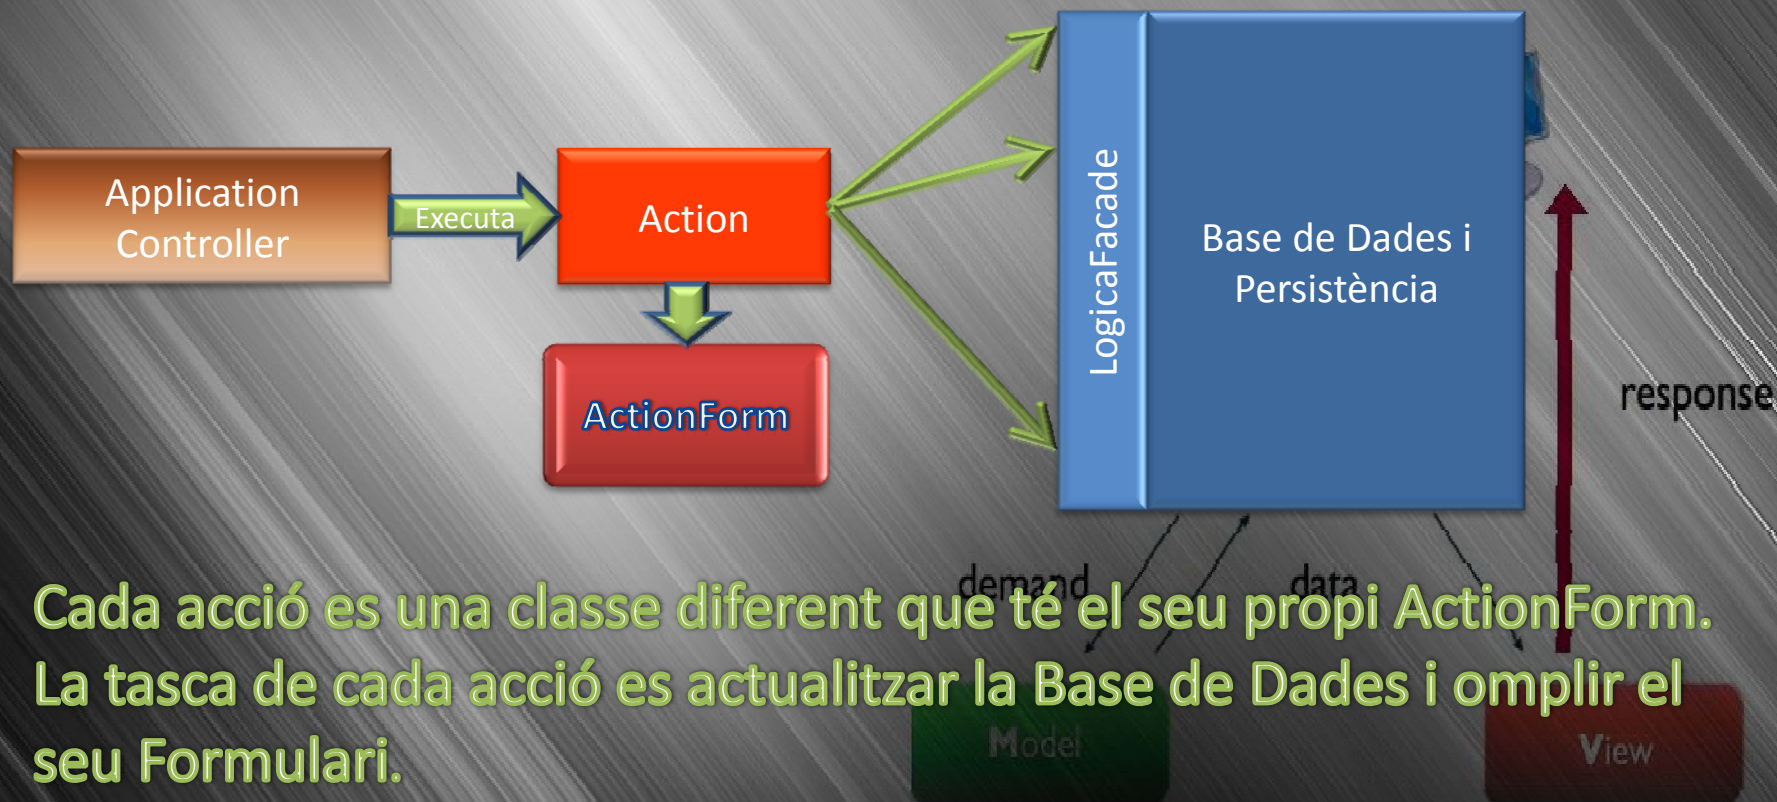 Application
Controller
Executa
Action
ActionForm
LogicaFacade
Base de Dades i
Persistència
response
demand
data
Cada acció es una classe diferent que té el seu propi ActionForm.
La tasca de cada acció es actualitzar la Base de Dades i omplir el
seu Formulari.
Model
View